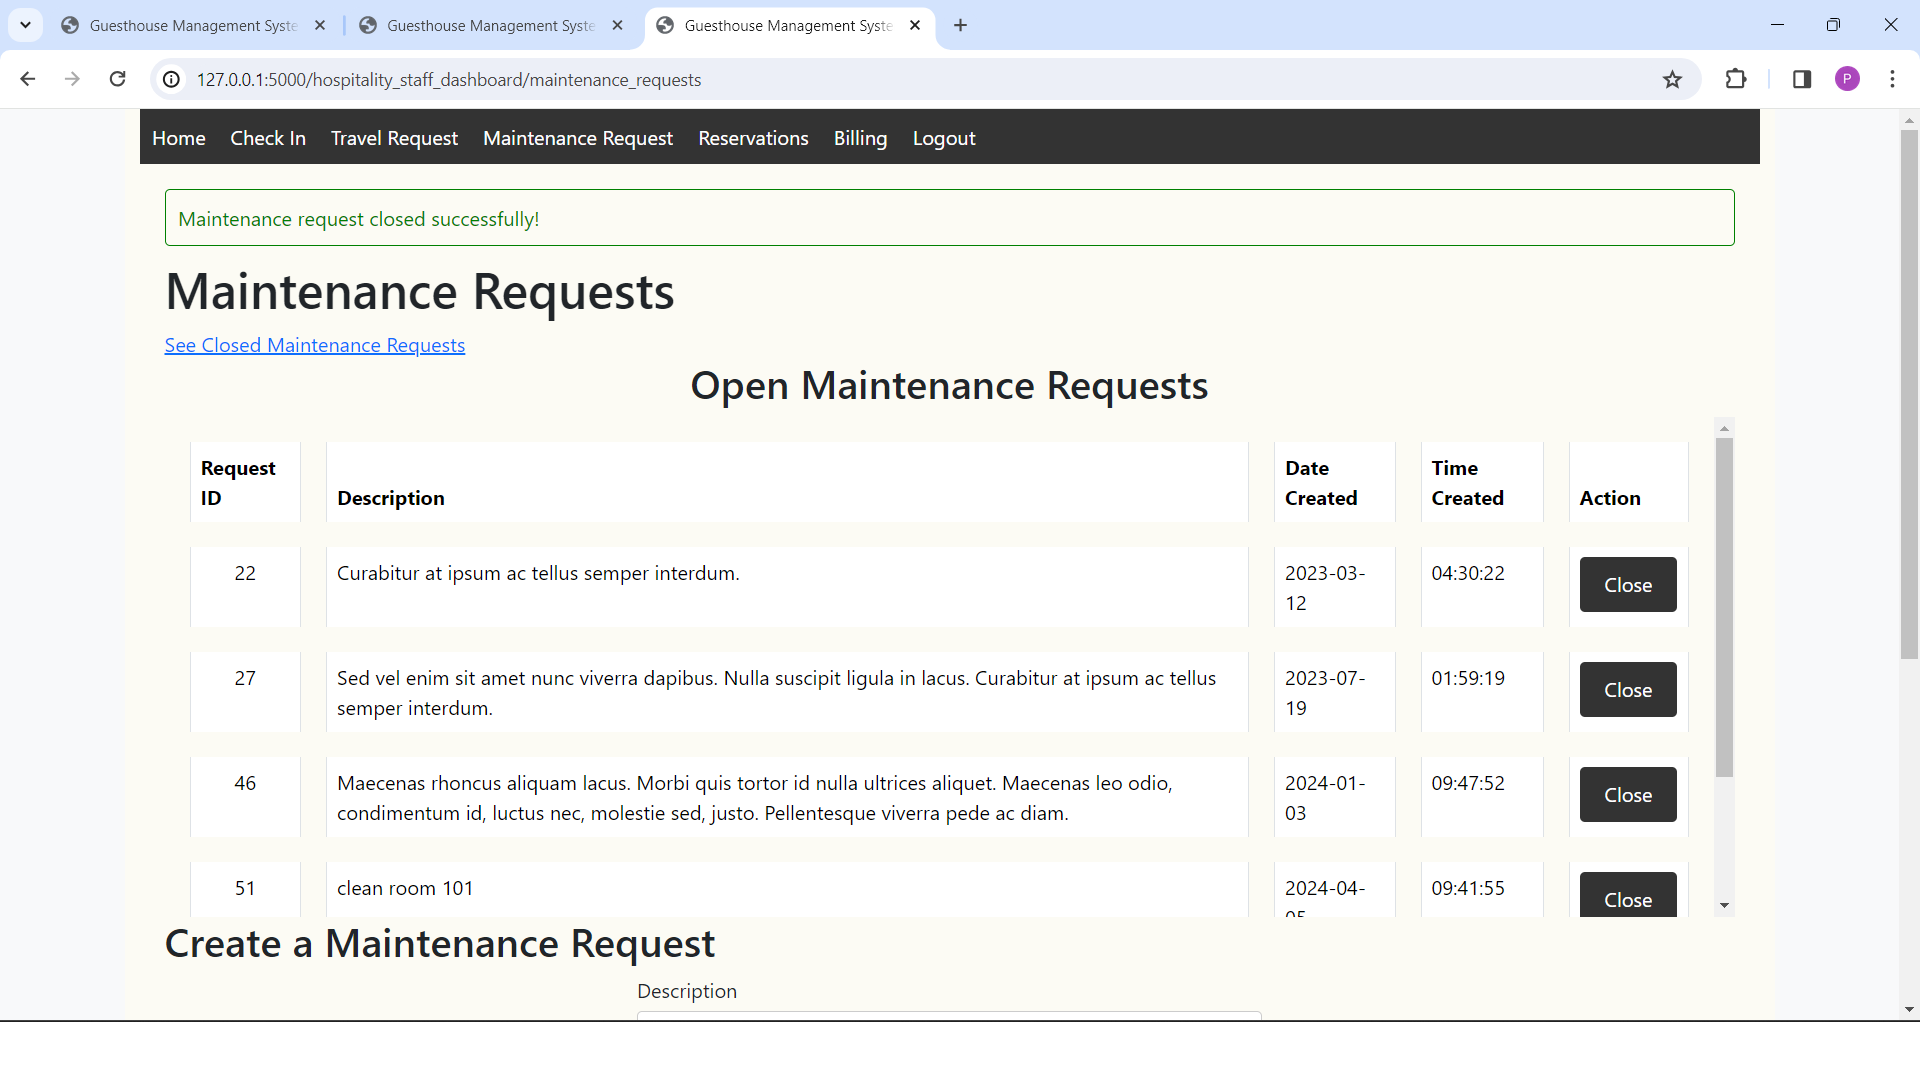 Guesthouse Management Syste
Guesthouse Management Syste
Guesthouse Management Syste
127.0.0.1:5000/hospitality_staff_dashboard/maintenance_requests
P
Home Check In Travel Request Maintenance Request Reservations Billing Logout
Maintenance request closed successfully!
Maintenance Requests
See Closed Maintenance Requests
Open Maintenance Requests
Request ID Description Date Created Time Created Action
22 Curabitur at ipsum ac tellus semper interdum. 2023-03-12 04:30:22 Close
27 Sed vel enim sit amet nunc viverra dapibus. Nulla suscipit ligula in lacus. Curabitur at ipsum ac tellus
semper interdum. 2023-07-19 01:59:19 Close
46 Maecenas rhoncus aliquam lacus. Morbi quis tortor id nulla ultrices aliquet. Maecenas leo odio,
condimentum id, luctus nec, molestie sed, justo. Pellentesque viverra pede ac diam. 2024-01-03 09:47:52 Close
51 clean room 101 2024-04-05 09:41:55 Close
Create a Maintenance Request
Description